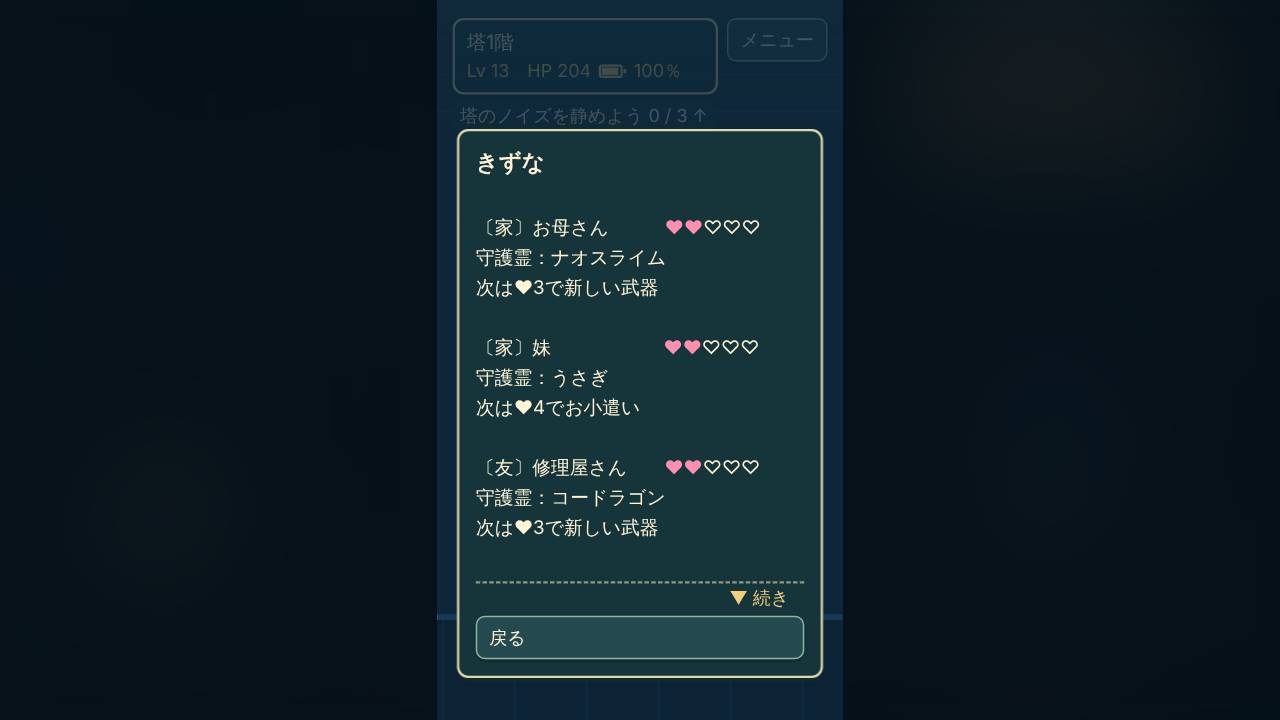 塔1階
メニュー
Lv 13 HP 204 100%
塔のノイズを静めよう 0 / 3 ↑
きずな
〔家〕お母さん ♥♥♡♡♡
守護霊：ナオスライム
次は♥3で新しい武器
〔家〕妹 ♥♥♡♡♡
守護霊：うさぎ
次は♥4でお小遣い
〔友〕修理屋さん ♥♥♡♡♡
守護霊：コードラゴン
次は♥3で新しい武器
▼ 続き
戻る